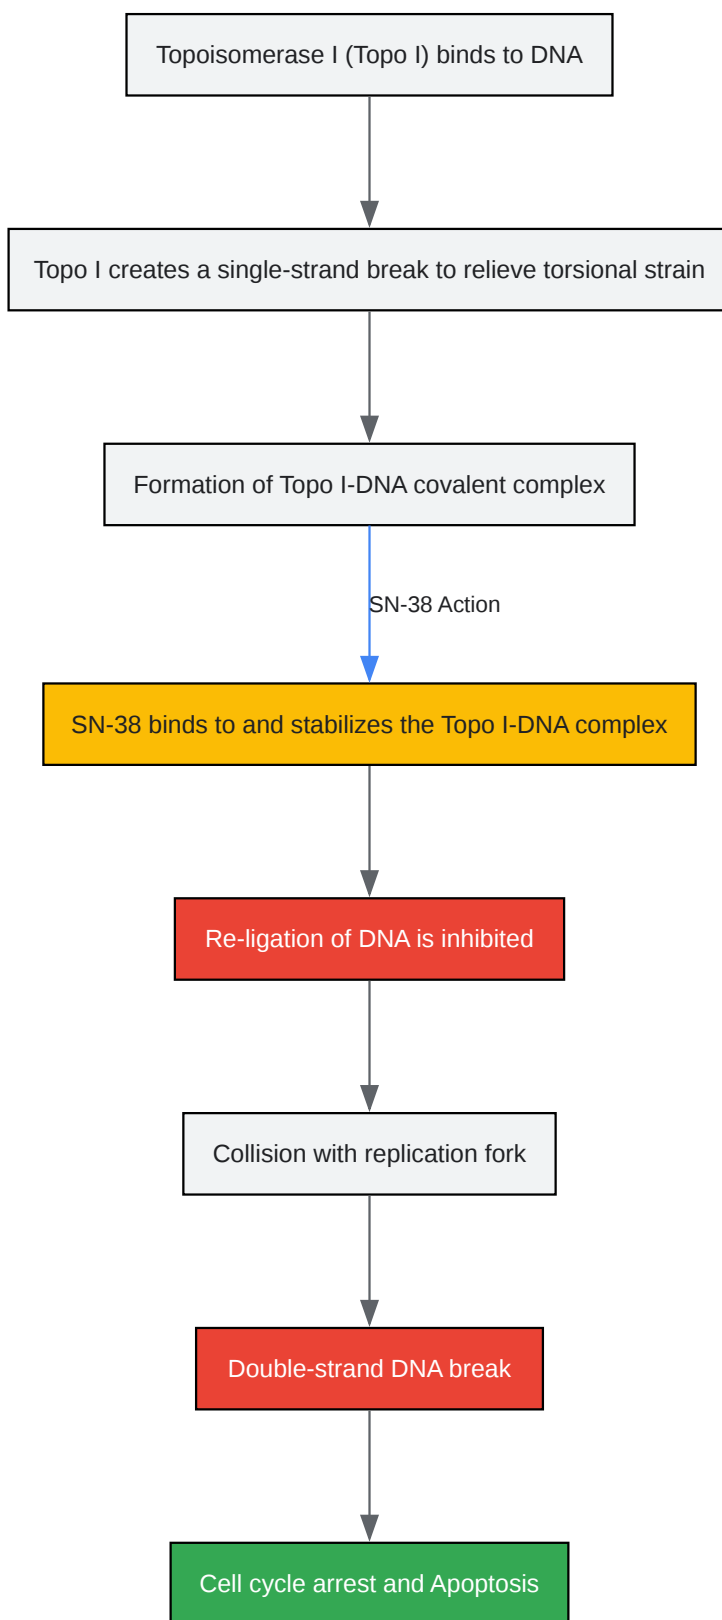 Topoisomerase I (Topo I) binds to DNA
Topo I creates a single-strand break to relieve torsional strain
Formation of Topo I-DNA covalent complex
SN-38 Action
SN-38 binds to and stabilizes the Topo I-DNA complex
Re-ligation of DNA is inhibited
Collision with replication fork
Double-strand DNA break
Cell cycle arrest and Apoptosis